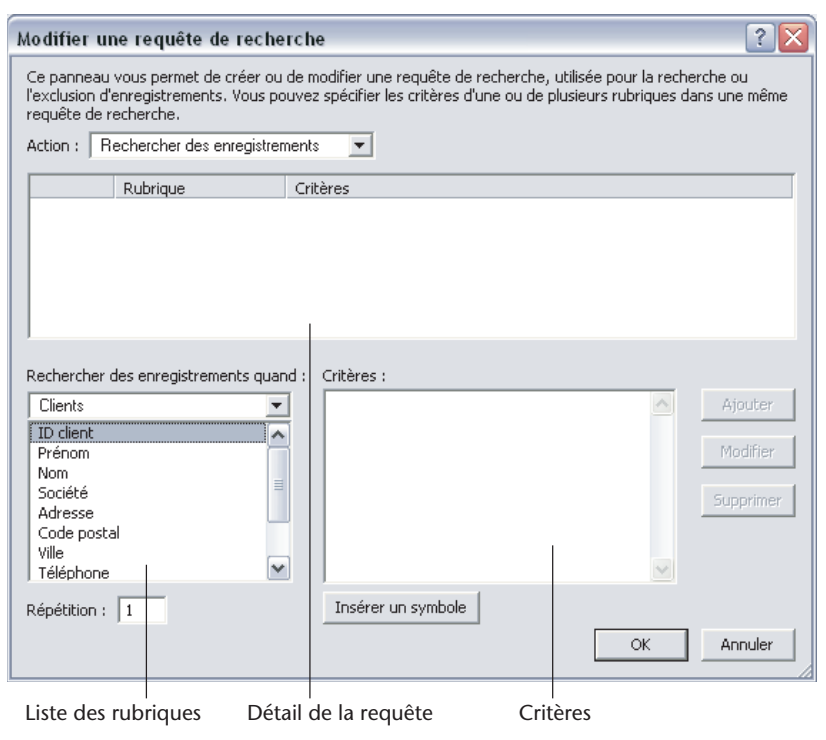 Modifier une requête de recherche
Ce panneau vous permet de créer ou de modifier une requête de recherche, utilisée pour la recherche ou
l'exclusion d'enregistrements. Vous pouvez spécifier les critères d'une ou de plusieurs rubriques dans une même
requête de recherche.
Action : Rechercher des enregistrements
Rubrique Critères
Rechercher des enregistrements quand : Critères :
Clients
ID client
Prénom
Nom
Société
Adresse
Code postal
Ville
Téléphone
Ajouter
Modifier
Supprimer
Répétition : 1
Insérer un symbole
OK Annuler
Liste des rubriques Détail de la requête Critères